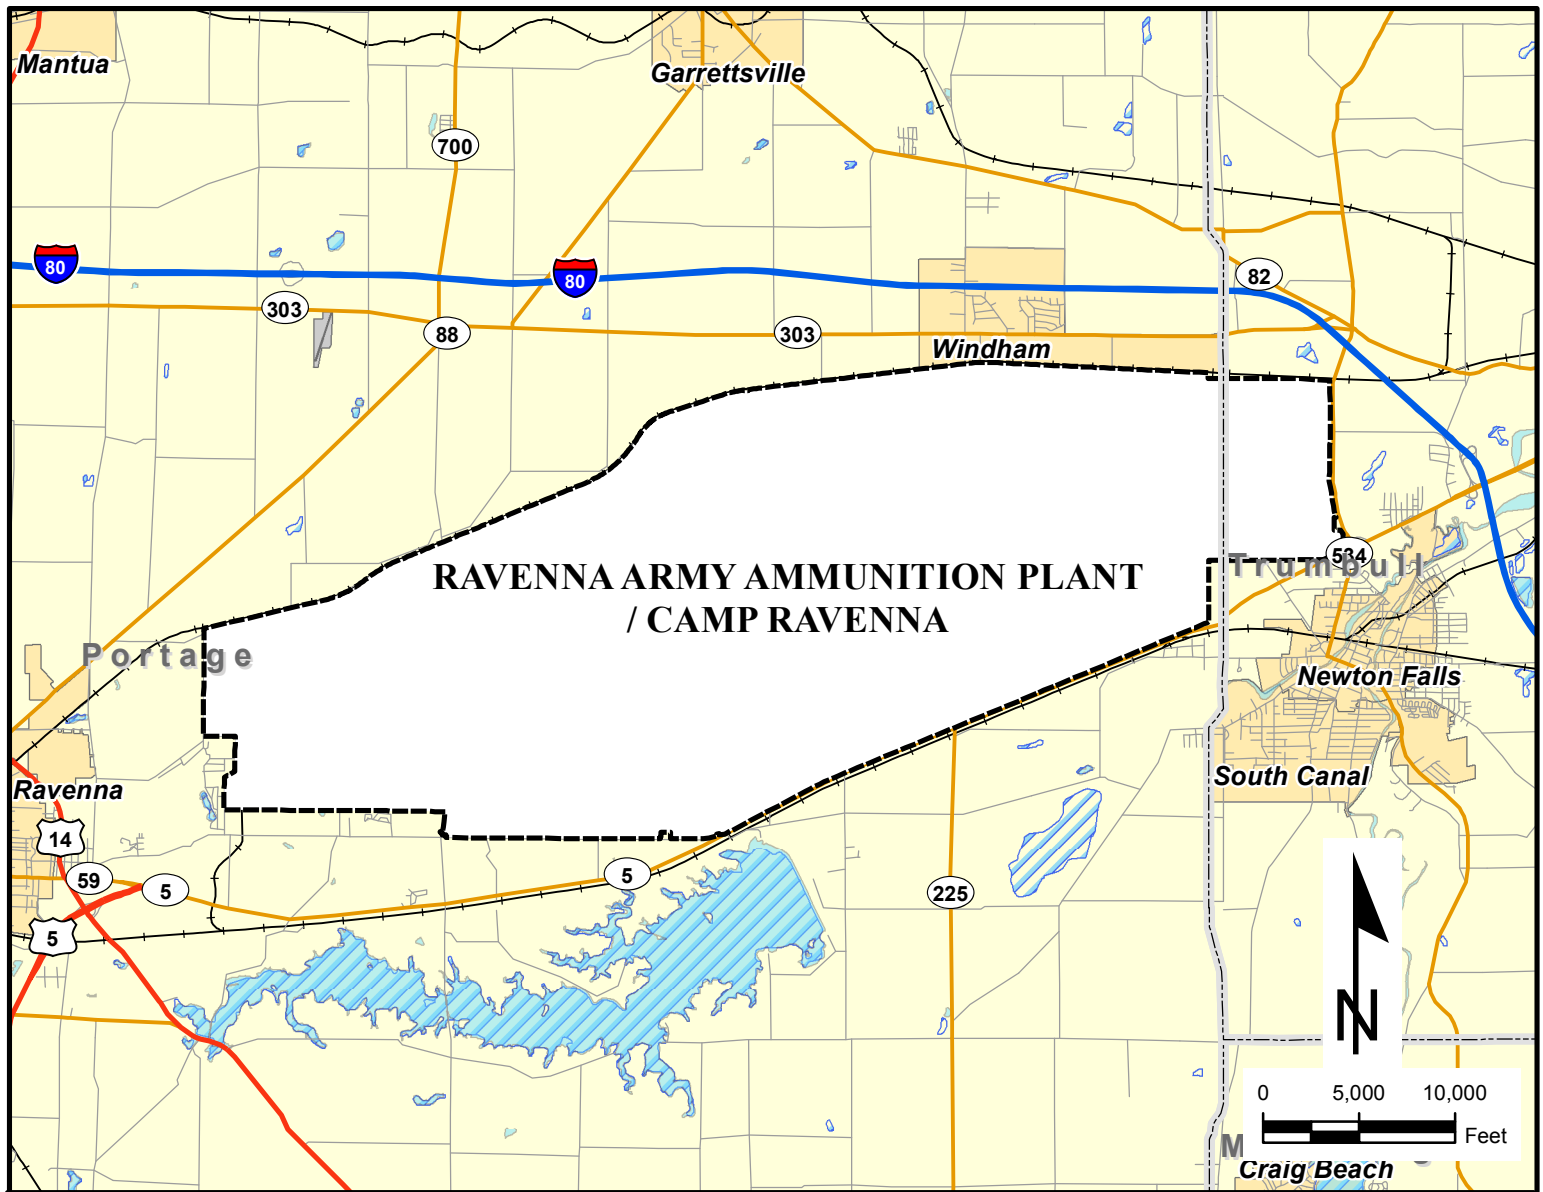 Mantua
Garrettsville
700
80
80
82
303
88
303
Windham
534
Trumbull
RAVENNA ARMY AMMUNITION PLANT
/ CAMP RAVENNA
Portage
Newton Falls
South Canal
Ravenna
14
59
5
5
225
5
N
0 5,000 10,000
Feet
M
Craig Beach